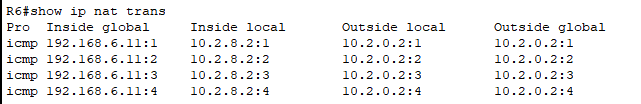 R6#show ip nat trans
Pro  Inside global      Inside local       Outside local      Outside global
icmp 192.168.6.11:1     10.2.8.2:1         10.2.0.2:1         10.2.0.2:1
icmp 192.168.6.11:2     10.2.8.2:2         10.2.0.2:2         10.2.0.2:2
icmp 192.168.6.11:3     10.2.8.2:3         10.2.0.2:3         10.2.0.2:3
icmp 192.168.6.11:4     10.2.8.2:4         10.2.0.2:4         10.2.0.2:4